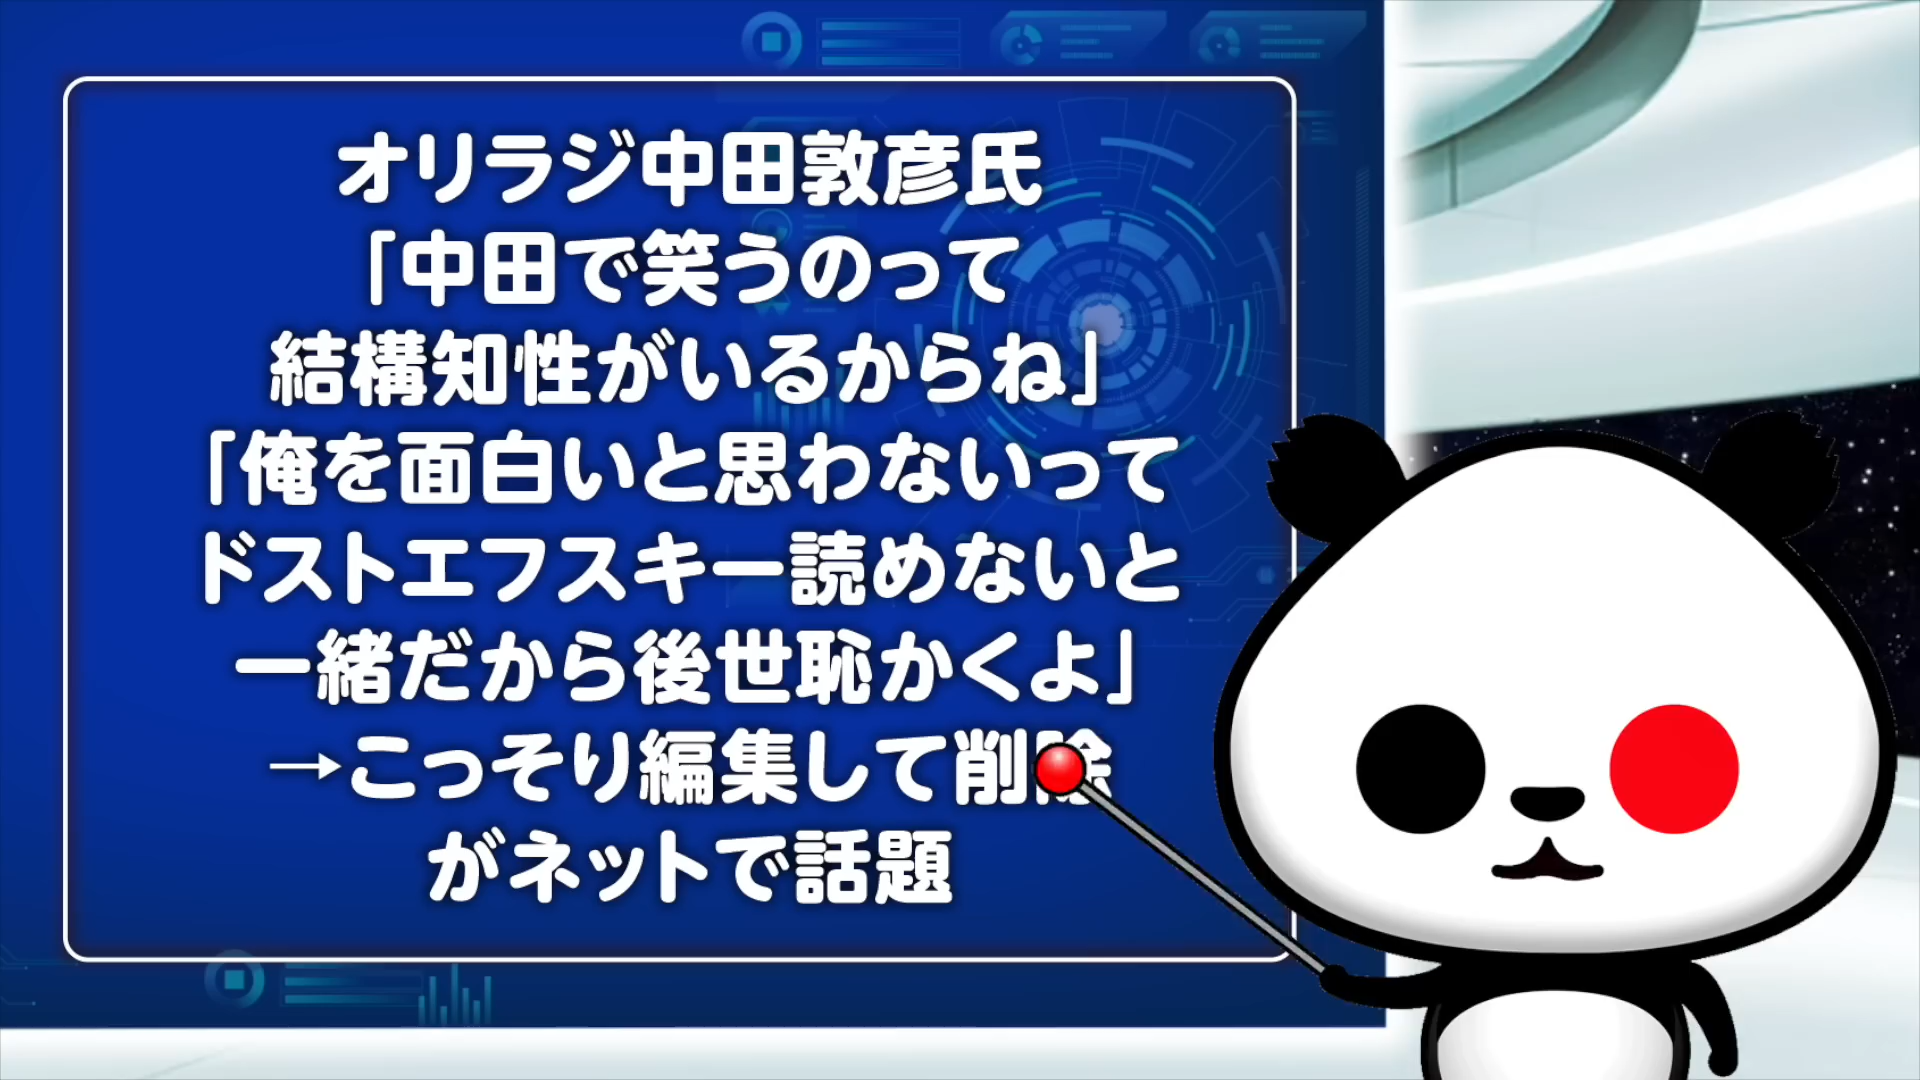 オリラジ中田敦彦氏
「中田で笑うのって
結構知性がいるからね」
「俺を面白いと思わないって
ドストエフスキー読めないと
一緒だから後世恥かくよ」
→こっそり編集して削除
がネットで話題